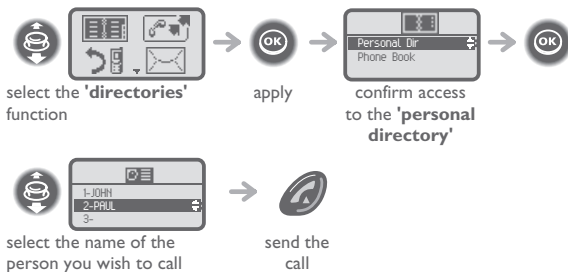 OK
Personal Dir
Phone Book
OK
select the 'directories'
function
apply
confirm access
to the 'personal
directory'
1-JOHN
2-PAUL
3-
select the name of the
person you wish to call
send the
call